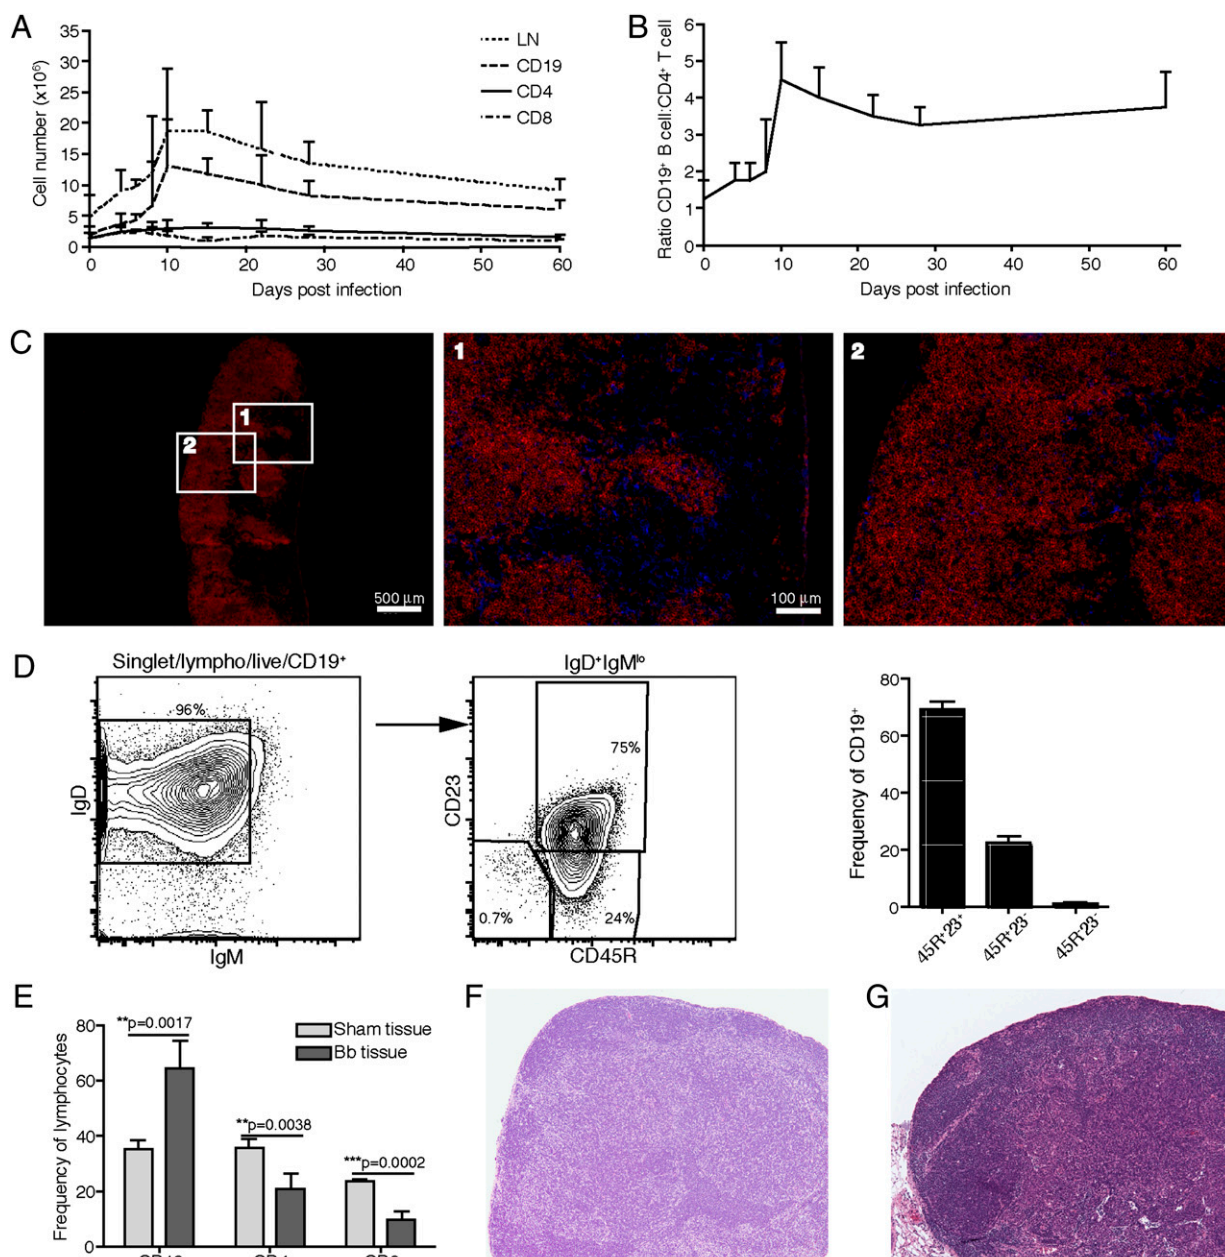 A
35
30
25
20
15
10
5
0
Cell number (x10⁶)
0 10 20 30 40 50 60
Days post infection
LN
CD19
CD4
CD8
B
6
5
4
3
2
1
0
Ratio CD19⁺ B cell:CD4⁺ T cell
0 10 20 30 40 50 60
Days post infection
C
1
2
500 µm
1
100 µm
2
D
Singlet/lympho/live/CD19⁺
96%
IgD
IgM
IgD⁺IgMˡᵒ
75%
0.7%
24%
CD23
CD45R
80
60
40
20
0
Frequency of CD19⁺
45R⁺23⁺
45R⁺23⁻
45R⁻23⁻
E
80
60
40
20
0
Frequency of lymphocytes
**p=0.0017
**p=0.0038
***p=0.0002
Sham tissue
Bb tissue
F
G